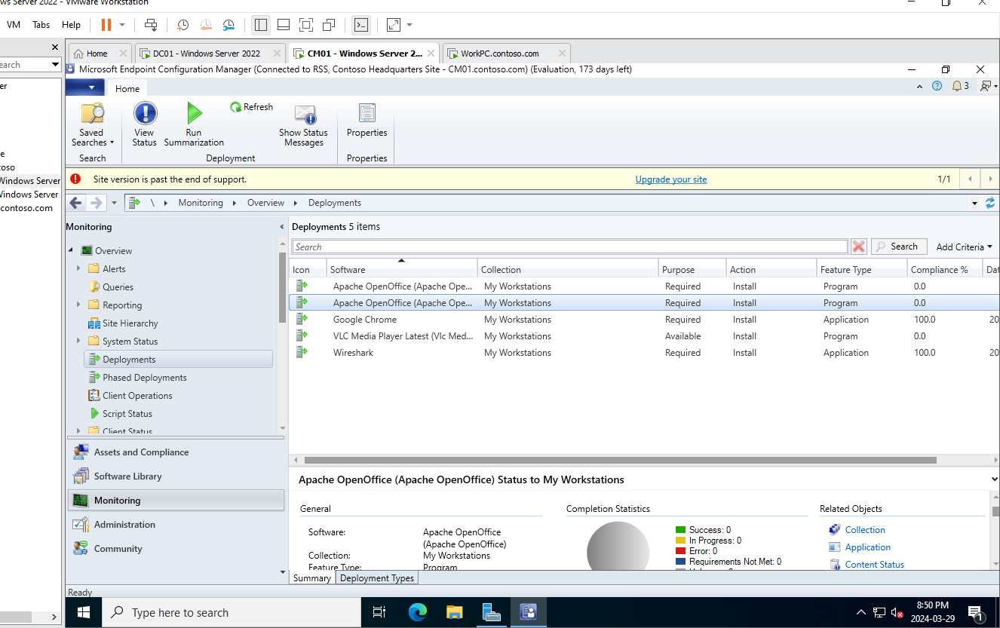 ws Server 2022 - VMware Workstation
VM Tabs Help
earch
Home
DC01 - Windows Server 2022
CM01 - Windows Server 2...
WorkPC.contoso.com
Microsoft Endpoint Configuration Manager (Connected to RSS, Contoso Headquarters Site - CM01.contoso.com) (Evaluation, 173 days left)
er
e
toso
Windows Server
Windows Server
contoso.com
Home
3
Saved Searches
View Status
Run Summarization
Refresh
Show Status Messages
Properties
Search
Deployment
Properties
Site version is past the end of support.
Upgrade your site
1/1
\ Monitoring Overview Deployments
Monitoring
Overview
Alerts
Queries
Reporting
Site Hierarchy
System Status
Deployments
Phased Deployments
Client Operations
Script Status
Client Status
Assets and Compliance
Software Library
Monitoring
Administration
Community
Deployments 5 items
Search
Search
Add Criteria
Icon Software Collection Purpose Action Feature Type Compliance % Dat
Apache OpenOffice (Apache Ope... My Workstations Required Install Program 0.0
Apache OpenOffice (Apache Ope... My Workstations Required Install Program 0.0
Google Chrome My Workstations Required Install Application 100.0 20
VLC Media Player Latest (Vlc Med... My Workstations Available Install Program 0.0
Wireshark My Workstations Required Install Application 100.0 20
Apache OpenOffice (Apache OpenOffice) Status to My Workstations
General
Software: Apache OpenOffice
(Apache OpenOffice)
Collection: My Workstations
Feature Type: Program
Completion Statistics
Success: 0
In Progress: 0
Error: 0
Requirements Not Met: 0
Related Objects
Collection
Application
Content Status
Summary
Deployment Types
Ready
Type here to search
8:50 PM
2024-03-29
1